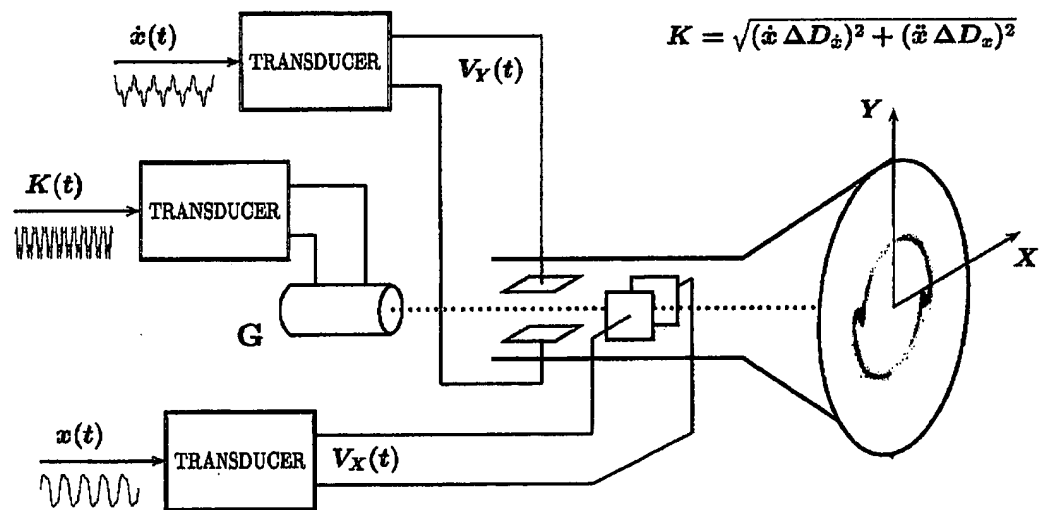 ẋ(t)
TRANSDUCER
V_Y(t)
K = √((ẋ ΔD_ẋ)² + (ẍ ΔD_x)²)
Y
K(t)
TRANSDUCER
X
G
x(t)
TRANSDUCER
V_X(t)